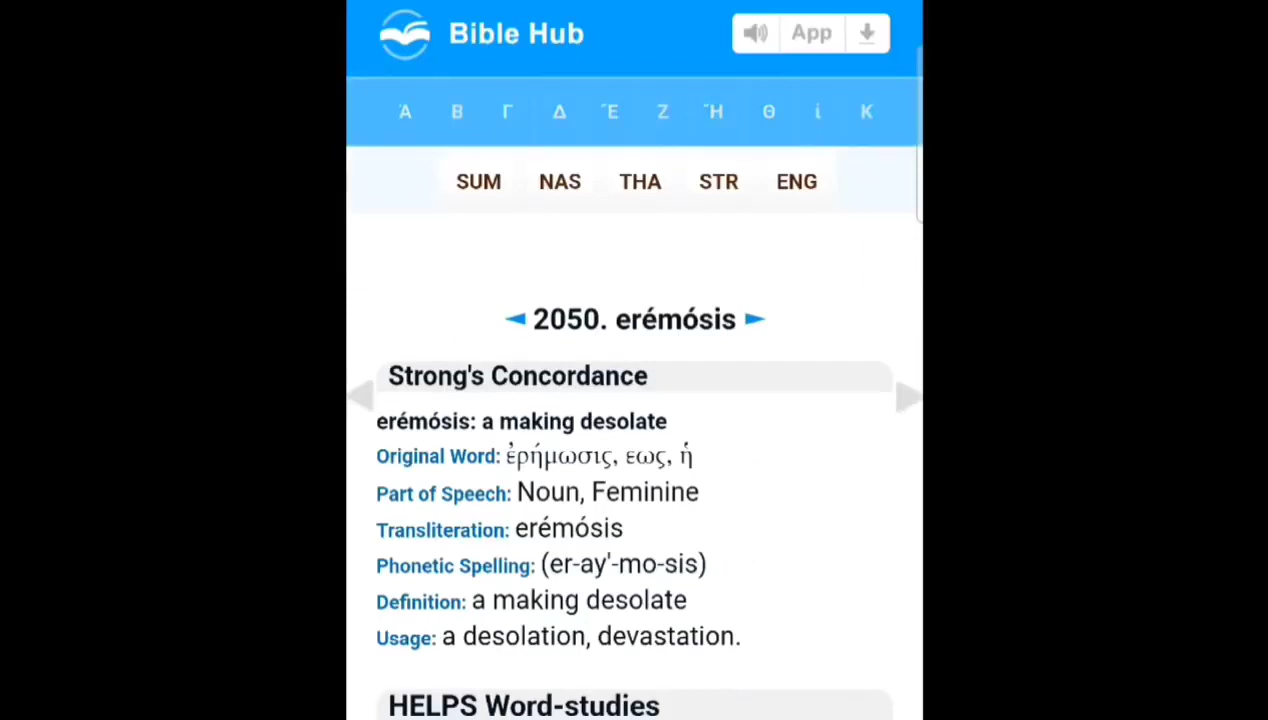 Bible Hub App
Ἀ Β Γ Δ Ἐ Ζ Ἠ Θ ἰ Κ
SUM NAS THA STR ENG
◄ 2050. erémósis ►
Strong's Concordance
erémósis: a making desolate
Original Word: ἐρήμωσις, εως, ἡ
Part of Speech: Noun, Feminine
Transliteration: erémósis
Phonetic Spelling: (er-ay'-mo-sis)
Definition: a making desolate
Usage: a desolation, devastation.
HELPS Word-studies